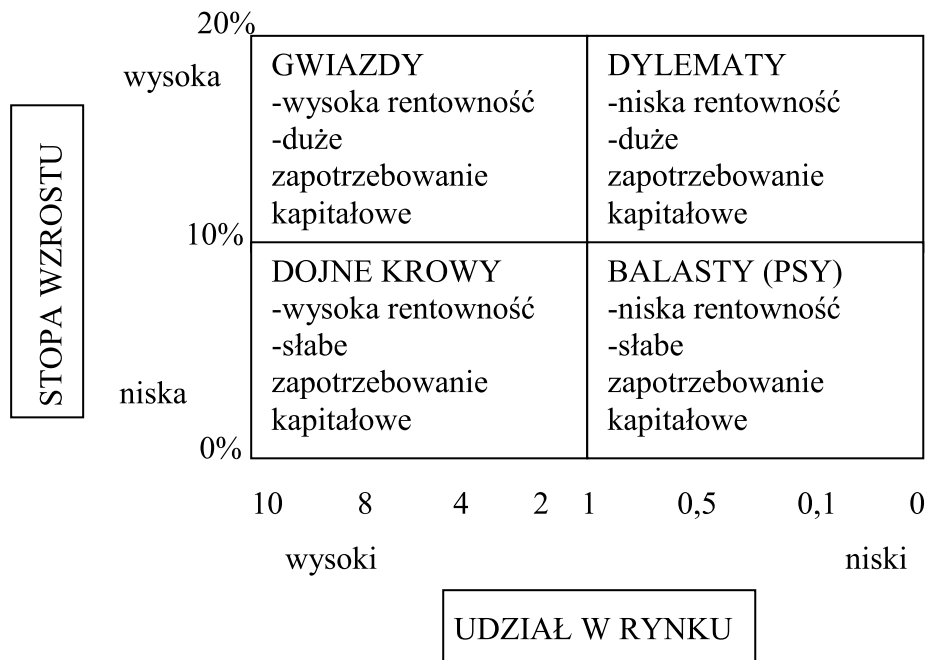 20%
wysoka
GWIAZDY
-wysoka rentowność
-duże
zapotrzebowanie
kapitałowe
DYLEMATY
-niska rentowność
-duże
zapotrzebowanie
kapitałowe
STOPA WZROSTU
10%
DOJNE KROWY
-wysoka rentowność
-słabe
zapotrzebowanie
kapitałowe
BALASTY (PSY)
-niska rentowność
-słabe
zapotrzebowanie
kapitałowe
niska
0%
10 8 4 2 1 0,5 0,1 0
wysoki niski
UDZIAŁ W RYNKU